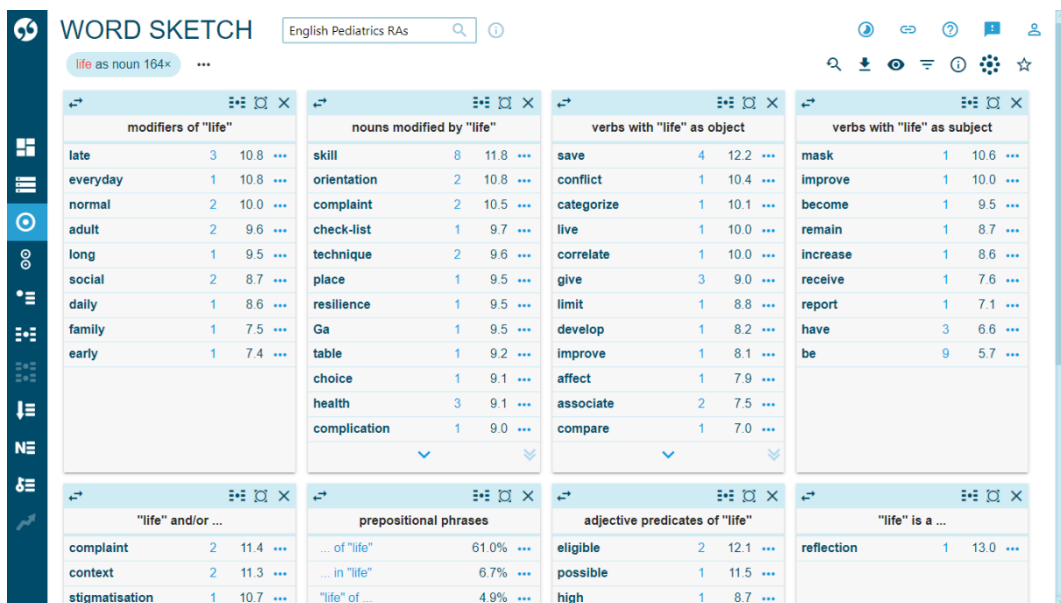 WORD SKETCH
English Pediatrics RAs
life as noun 164×
modifiers of "life"
late 3 10.8
everyday 1 10.8
normal 2 10.0
adult 2 9.6
long 1 9.5
social 2 8.7
daily 1 8.6
family 1 7.5
early 1 7.4
nouns modified by "life"
skill 8 11.8
orientation 2 10.8
complaint 2 10.5
check-list 1 9.7
technique 2 9.6
place 1 9.5
resilience 1 9.5
Ga 1 9.5
table 1 9.2
choice 1 9.1
health 3 9.1
complication 1 9.0
verbs with "life" as object
save 4 12.2
conflict 1 10.4
categorize 1 10.1
live 1 10.0
correlate 1 10.0
give 3 9.0
limit 1 8.8
develop 1 8.2
improve 1 8.1
affect 1 7.9
associate 2 7.5
compare 1 7.0
verbs with "life" as subject
mask 1 10.6
improve 1 10.0
become 1 9.5
remain 1 8.7
increase 1 8.6
receive 1 7.6
report 1 7.1
have 3 6.6
be 9 5.7
"life" and/or ...
complaint 2 11.4
context 2 11.3
stigmatisation 1 10.7
prepositional phrases
... of "life" 61.0%
... in "life" 6.7%
"life" of ... 4.9%
adjective predicates of "life"
eligible 2 12.1
possible 1 11.5
high 1 8.7
"life" is a ...
reflection 1 13.0
N